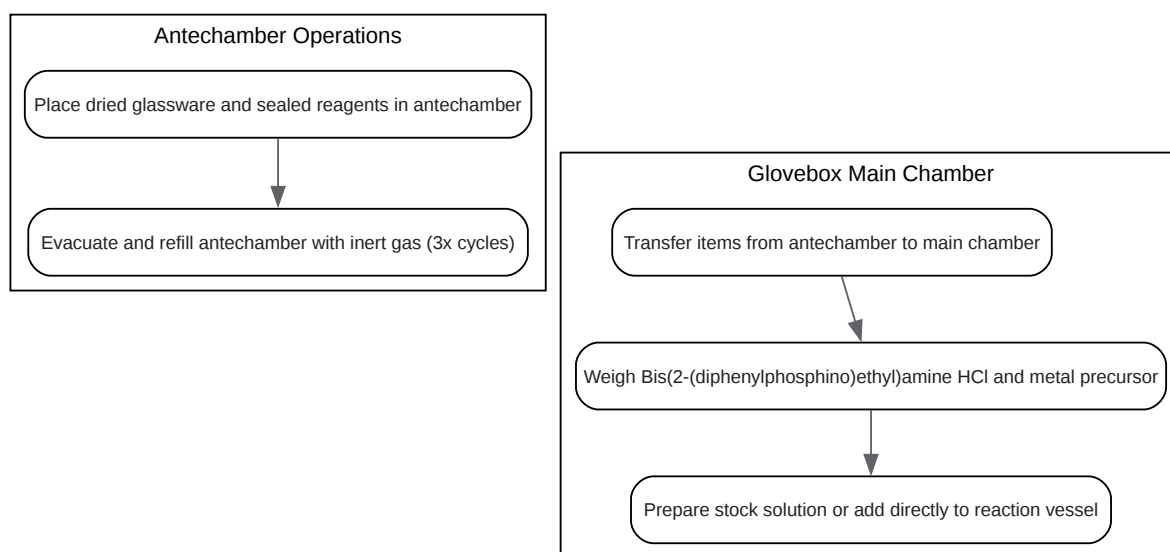 Antechamber Operations
Place dried glassware and sealed reagents in antechamber
Evacuate and refill antechamber with inert gas (3x cycles)
Glovebox Main Chamber
Transfer items from antechamber to main chamber
Weigh Bis(2-(diphenylphosphino)ethyl)amine HCl and metal precursor
Prepare stock solution or add directly to reaction vessel